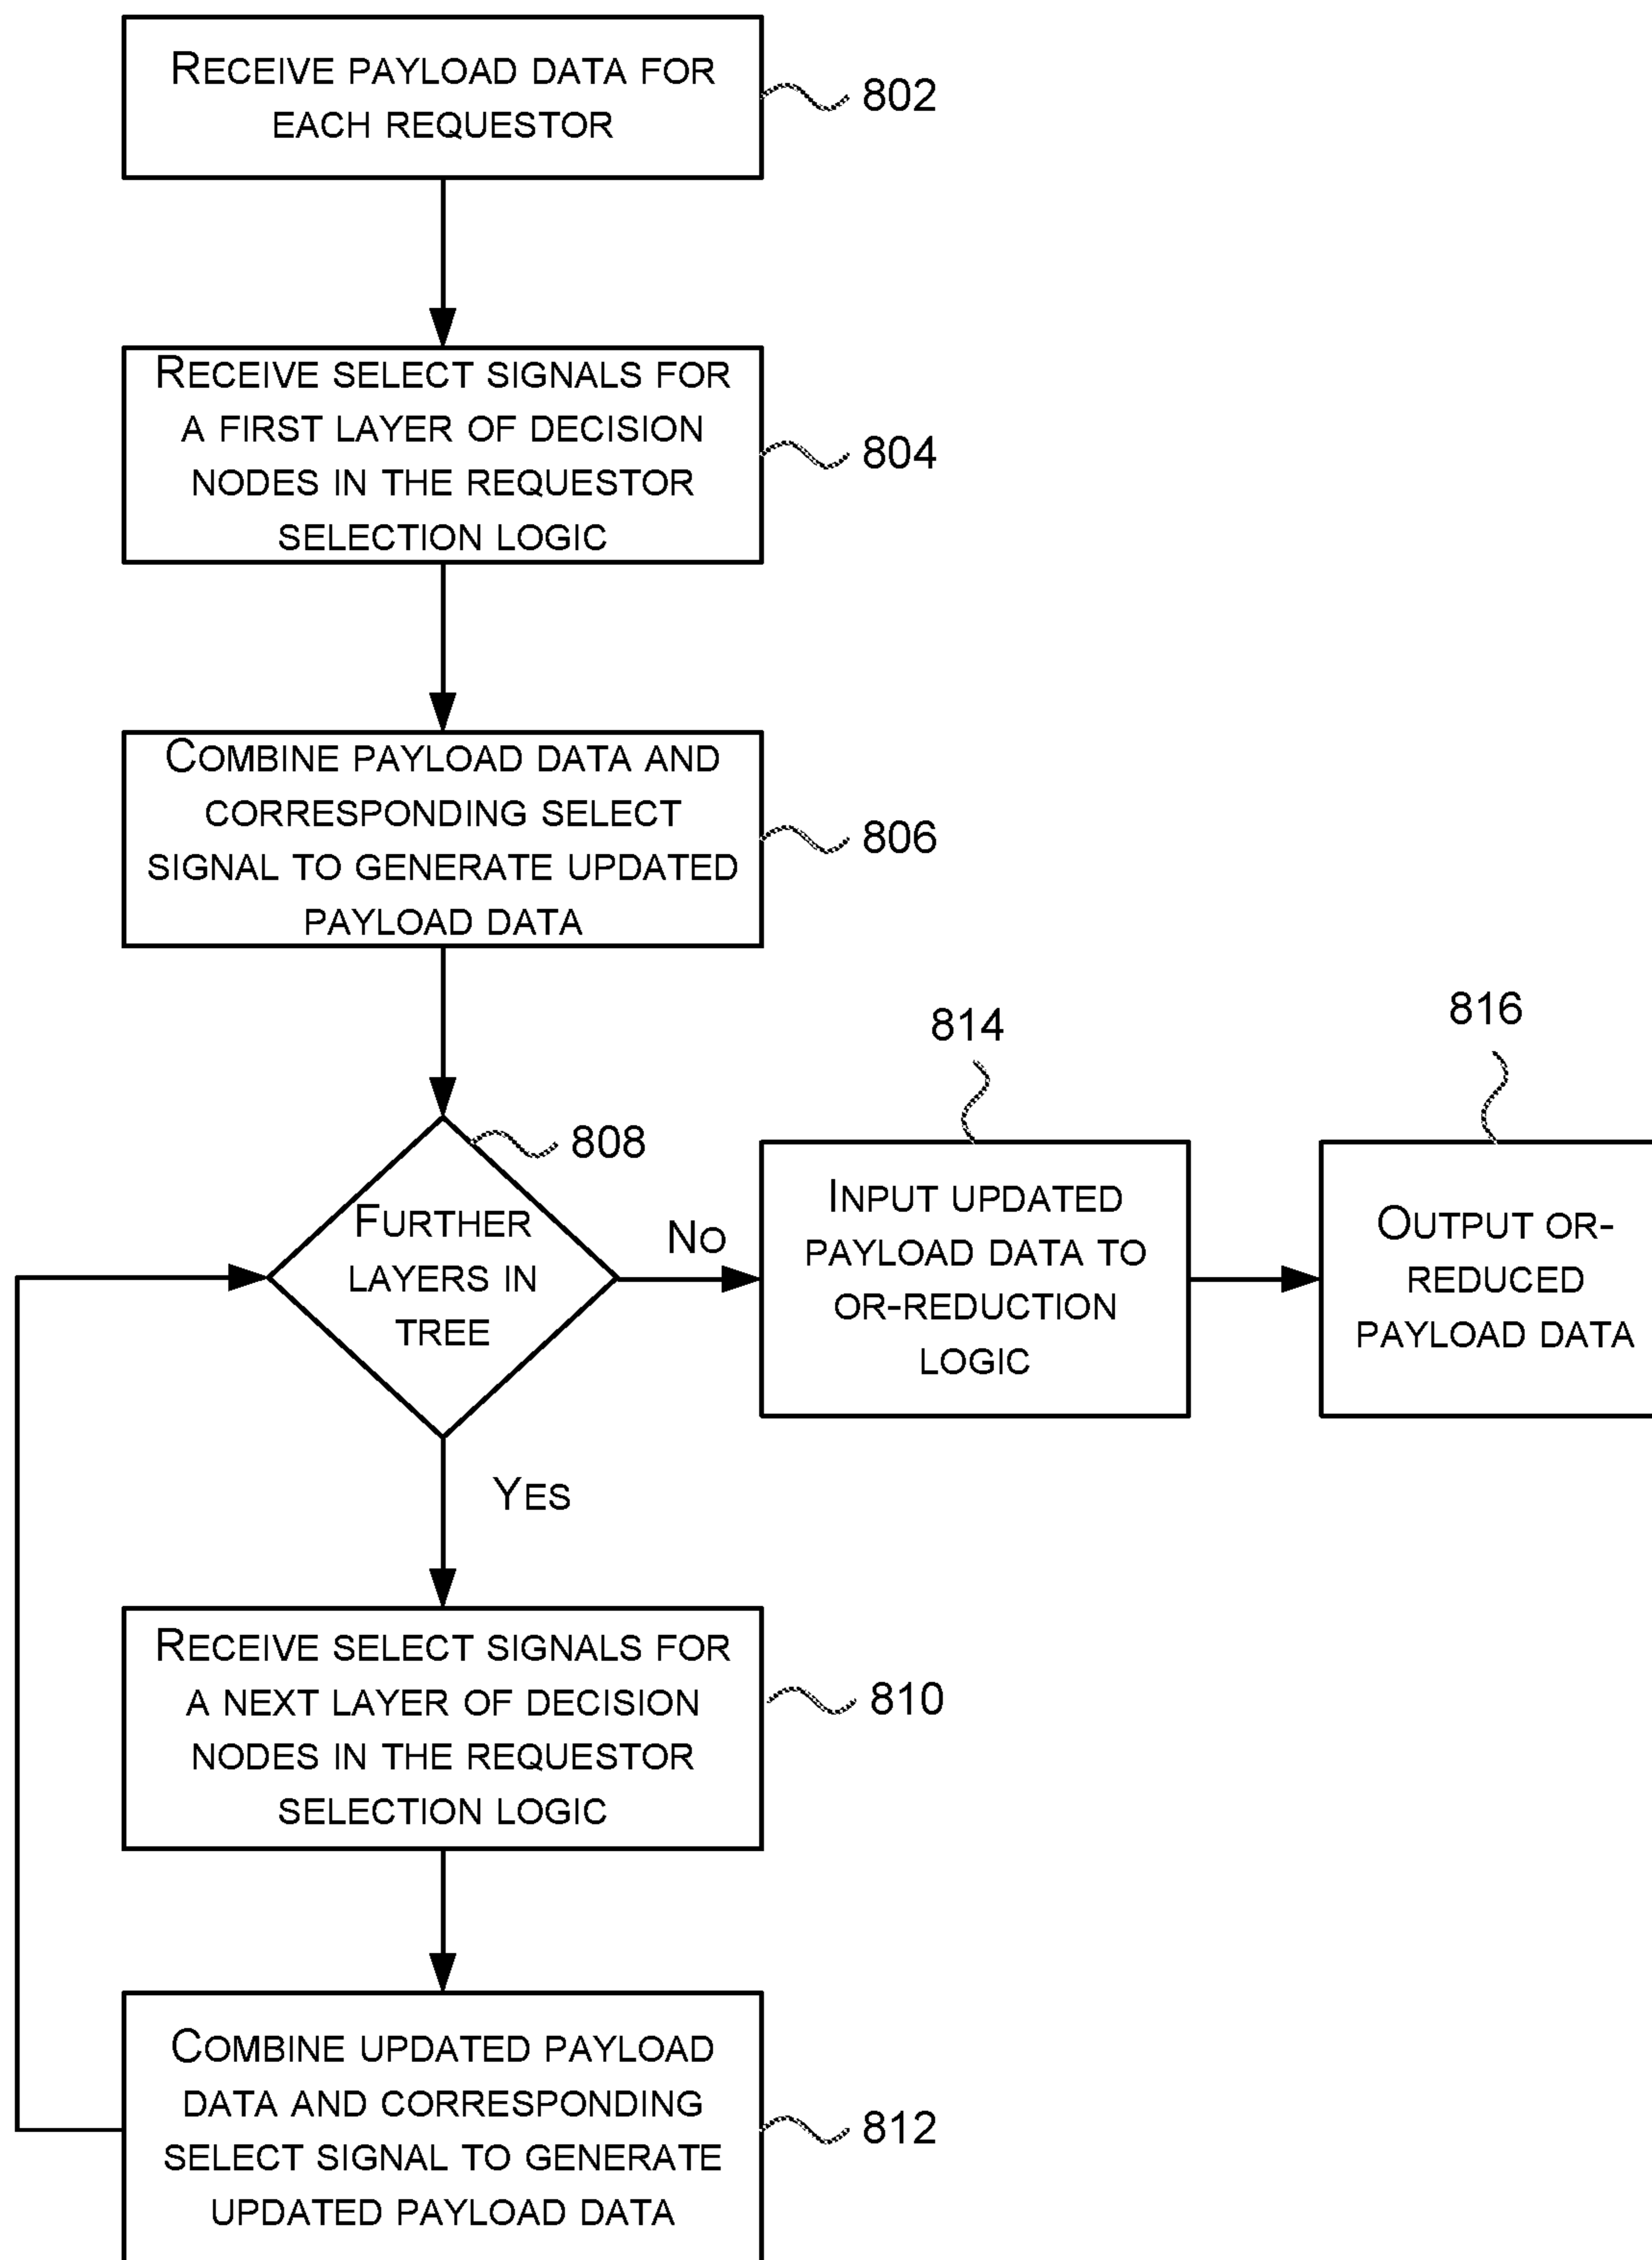 RECEIVE PAYLOAD DATA FOR
EACH REQUESTOR
802
RECEIVE SELECT SIGNALS FOR
A FIRST LAYER OF DECISION
NODES IN THE REQUESTOR
SELECTION LOGIC
804
COMBINE PAYLOAD DATA AND
CORRESPONDING SELECT
SIGNAL TO GENERATE UPDATED
PAYLOAD DATA
806
808
FURTHER
LAYERS IN
TREE
NO
814
INPUT UPDATED
PAYLOAD DATA TO
OR-REDUCTION
LOGIC
816
OUTPUT OR-
REDUCED
PAYLOAD DATA
YES
RECEIVE SELECT SIGNALS FOR
A NEXT LAYER OF DECISION
NODES IN THE REQUESTOR
SELECTION LOGIC
810
COMBINE UPDATED PAYLOAD
DATA AND CORRESPONDING
SELECT SIGNAL TO GENERATE
UPDATED PAYLOAD DATA
812